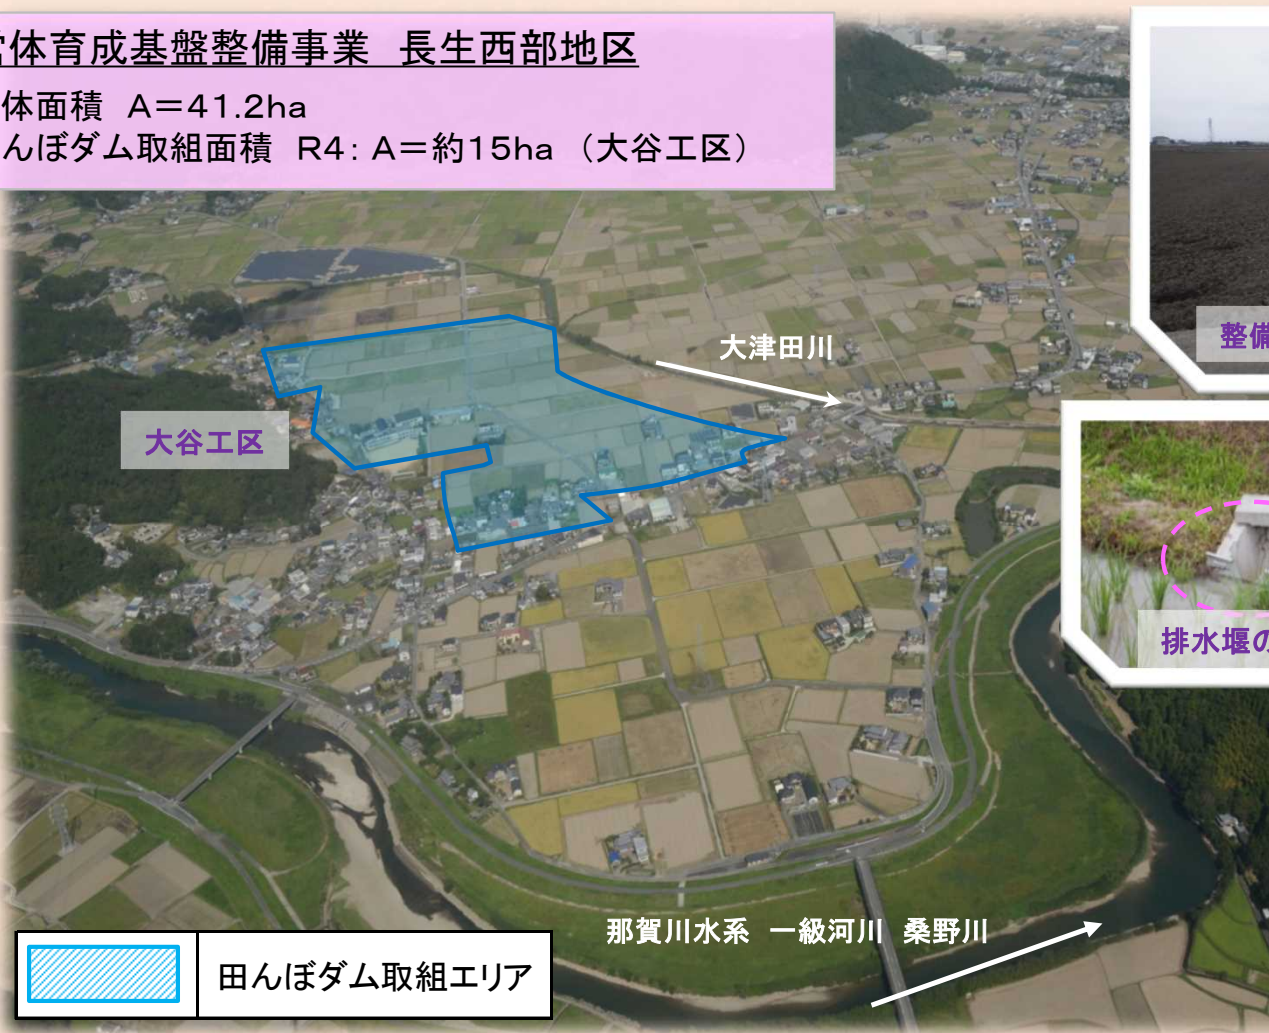 体育成基盤整備事業 長生西部地区
体面積 A＝41.2ha
んぼダム取組面積 R4：A＝約15ha （大谷工区）
大津田川
整備
大谷工区
排水堰の
那賀川水系 一級河川 桑野川
田んぼダム取組エリア